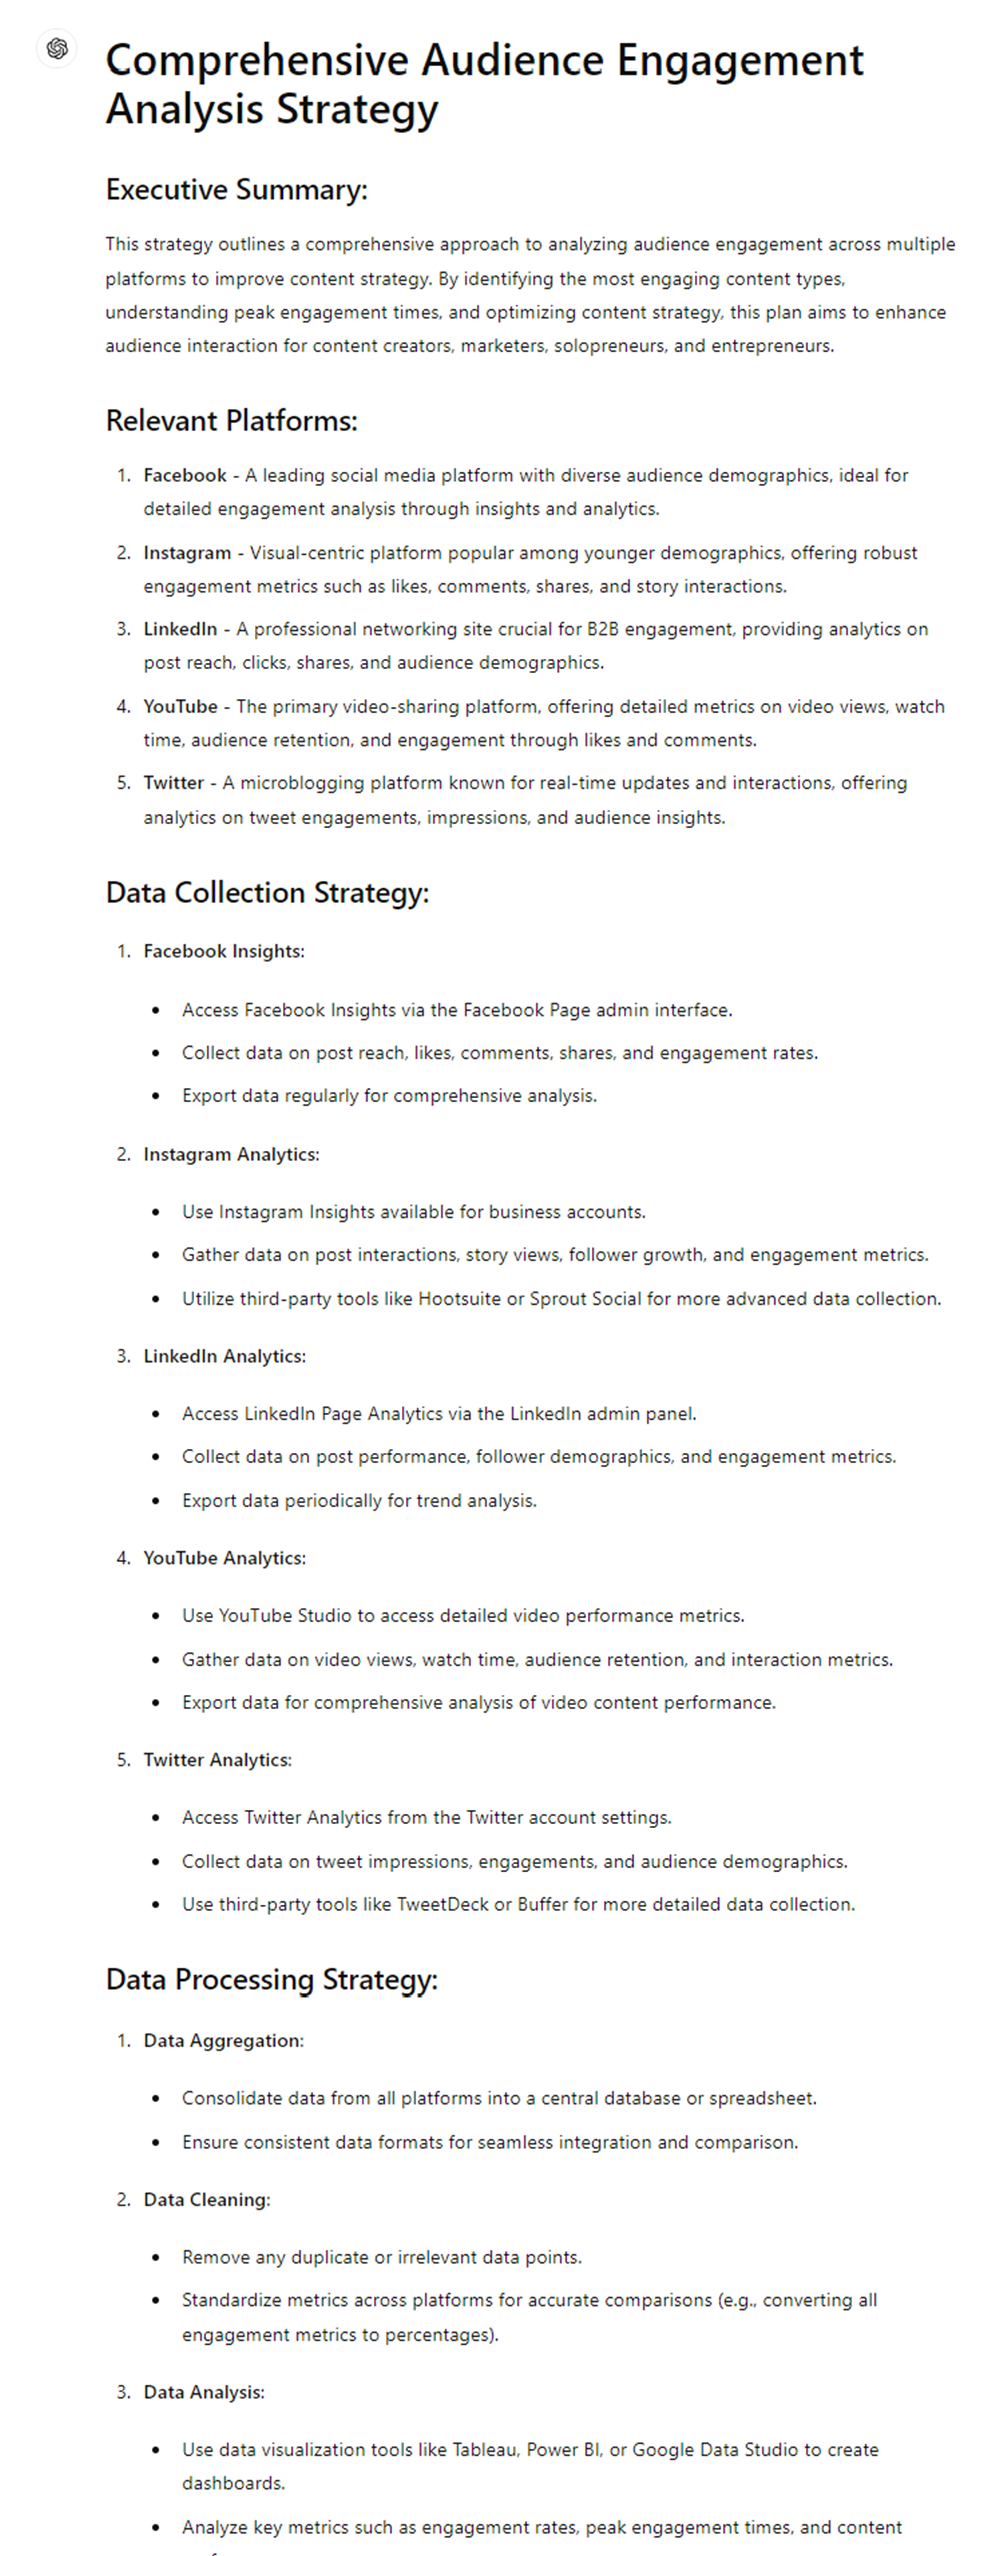 Comprehensive Audience Engagement
Analysis Strategy
Executive Summary:
This strategy outlines a comprehensive approach to analyzing audience engagement across multiple
platforms to improve content strategy. By identifying the most engaging content types,
understanding peak engagement times, and optimizing content strategy, this plan aims to enhance
audience interaction for content creators, marketers, solopreneurs, and entrepreneurs.
Relevant Platforms:
1. Facebook - A leading social media platform with diverse audience demographics, ideal for
detailed engagement analysis through insights and analytics.
2. Instagram - Visual-centric platform popular among younger demographics, offering robust
engagement metrics such as likes, comments, shares, and story interactions.
3. LinkedIn - A professional networking site crucial for B2B engagement, providing analytics on
post reach, clicks, shares, and audience demographics.
4. YouTube - The primary video-sharing platform, offering detailed metrics on video views, watch
time, audience retention, and engagement through likes and comments.
5. Twitter - A microblogging platform known for real-time updates and interactions, offering
analytics on tweet engagements, impressions, and audience insights.
Data Collection Strategy:
1. Facebook Insights:
• Access Facebook Insights via the Facebook Page admin interface.
• Collect data on post reach, likes, comments, shares, and engagement rates.
• Export data regularly for comprehensive analysis.
2. Instagram Analytics:
• Use Instagram Insights available for business accounts.
• Gather data on post interactions, story views, follower growth, and engagement metrics.
• Utilize third-party tools like Hootsuite or Sprout Social for more advanced data collection.
3. LinkedIn Analytics:
• Access LinkedIn Page Analytics via the LinkedIn admin panel.
• Collect data on post performance, follower demographics, and engagement metrics.
• Export data periodically for trend analysis.
4. YouTube Analytics:
• Use YouTube Studio to access detailed video performance metrics.
• Gather data on video views, watch time, audience retention, and interaction metrics.
• Export data for comprehensive analysis of video content performance.
5. Twitter Analytics:
• Access Twitter Analytics from the Twitter account settings.
• Collect data on tweet impressions, engagements, and audience demographics.
• Use third-party tools like TweetDeck or Buffer for more detailed data collection.
Data Processing Strategy:
1. Data Aggregation:
• Consolidate data from all platforms into a central database or spreadsheet.
• Ensure consistent data formats for seamless integration and comparison.
2. Data Cleaning:
• Remove any duplicate or irrelevant data points.
• Standardize metrics across platforms for accurate comparisons (e.g., converting all
engagement metrics to percentages).
3. Data Analysis:
• Use data visualization tools like Tableau, Power BI, or Google Data Studio to create
dashboards.
• Analyze key metrics such as engagement rates, peak engagement times, and content